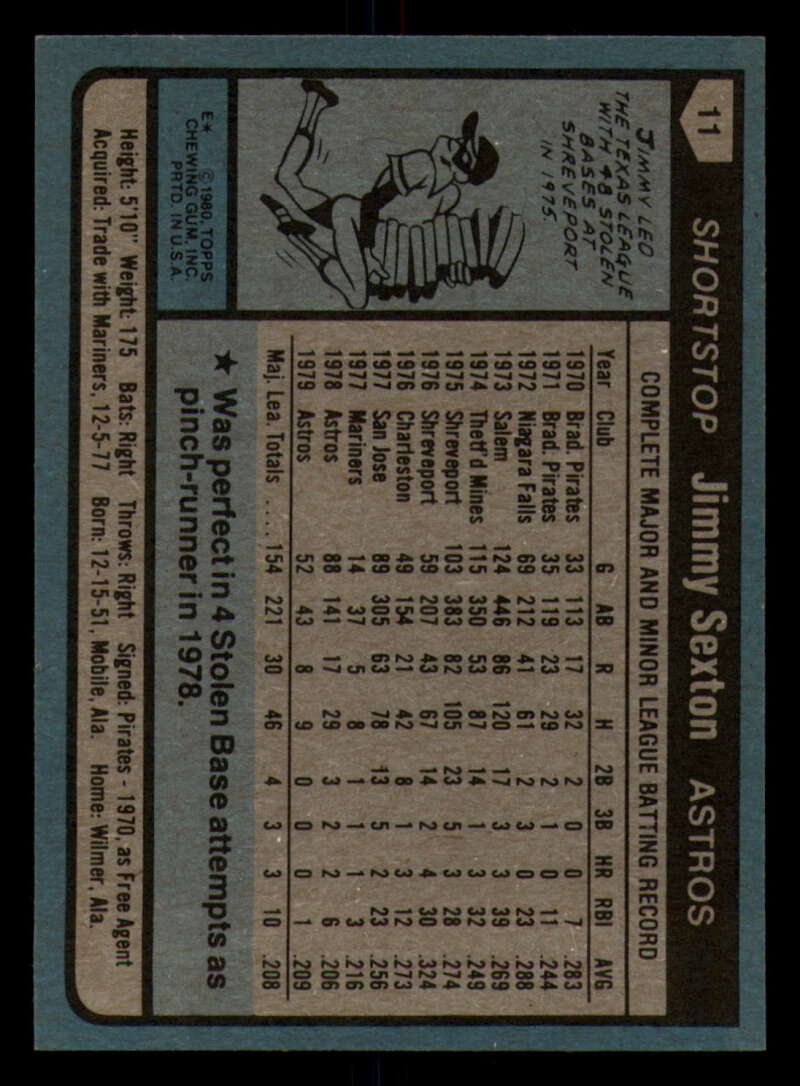 11
SHORTSTOP Jimmy Sexton ASTROS
JIMMY LED
THE TEXAS LEAGUE
WITH 48 STOLEN
BASES AT
SHREVEPORT
IN 1975.
E*
©1980, TOPPS
CHEWING GUM, INC.
PRTD. IN U.S.A.
COMPLETE MAJOR AND MINOR LEAGUE BATTING RECORD
Year Club G AB R H 2B 3B HR RBI AVG
1970 Brad. Pirates 33 113 17 32 2 0 0 7 .283
1971 Brad. Pirates 35 119 23 29 2 1 0 11 .244
1972 Niagara Falls 69 212 41 61 2 3 0 23 .288
1973 Salem 124 446 86 120 17 3 3 39 .269
1974 Thetf'd Mines 115 350 53 87 14 1 3 32 .249
1975 Shreveport 103 383 82 105 23 5 3 28 .274
1976 Shreveport 59 207 43 67 14 2 4 30 .324
1976 Charleston 49 154 21 42 8 1 3 12 .273
1977 San Jose 89 305 63 78 13 5 2 23 .256
1977 Mariners 14 37 5 8 1 1 1 3 .216
1978 Astros 88 141 17 29 3 2 2 6 .206
1979 Astros 52 43 8 9 0 0 0 1 .209
Maj. Lea. Totals .... 154 221 30 46 4 3 3 10 .208
★ Was perfect in 4 Stolen Base attempts as
pinch-runner in 1978.
Height: 5'10" Weight: 175 Bats: Right Throws: Right Signed: Pirates - 1970, as Free Agent
Acquired: Trade with Mariners, 12-5-77 Born: 12-15-51, Mobile, Ala. Home: Wilmer, Ala.